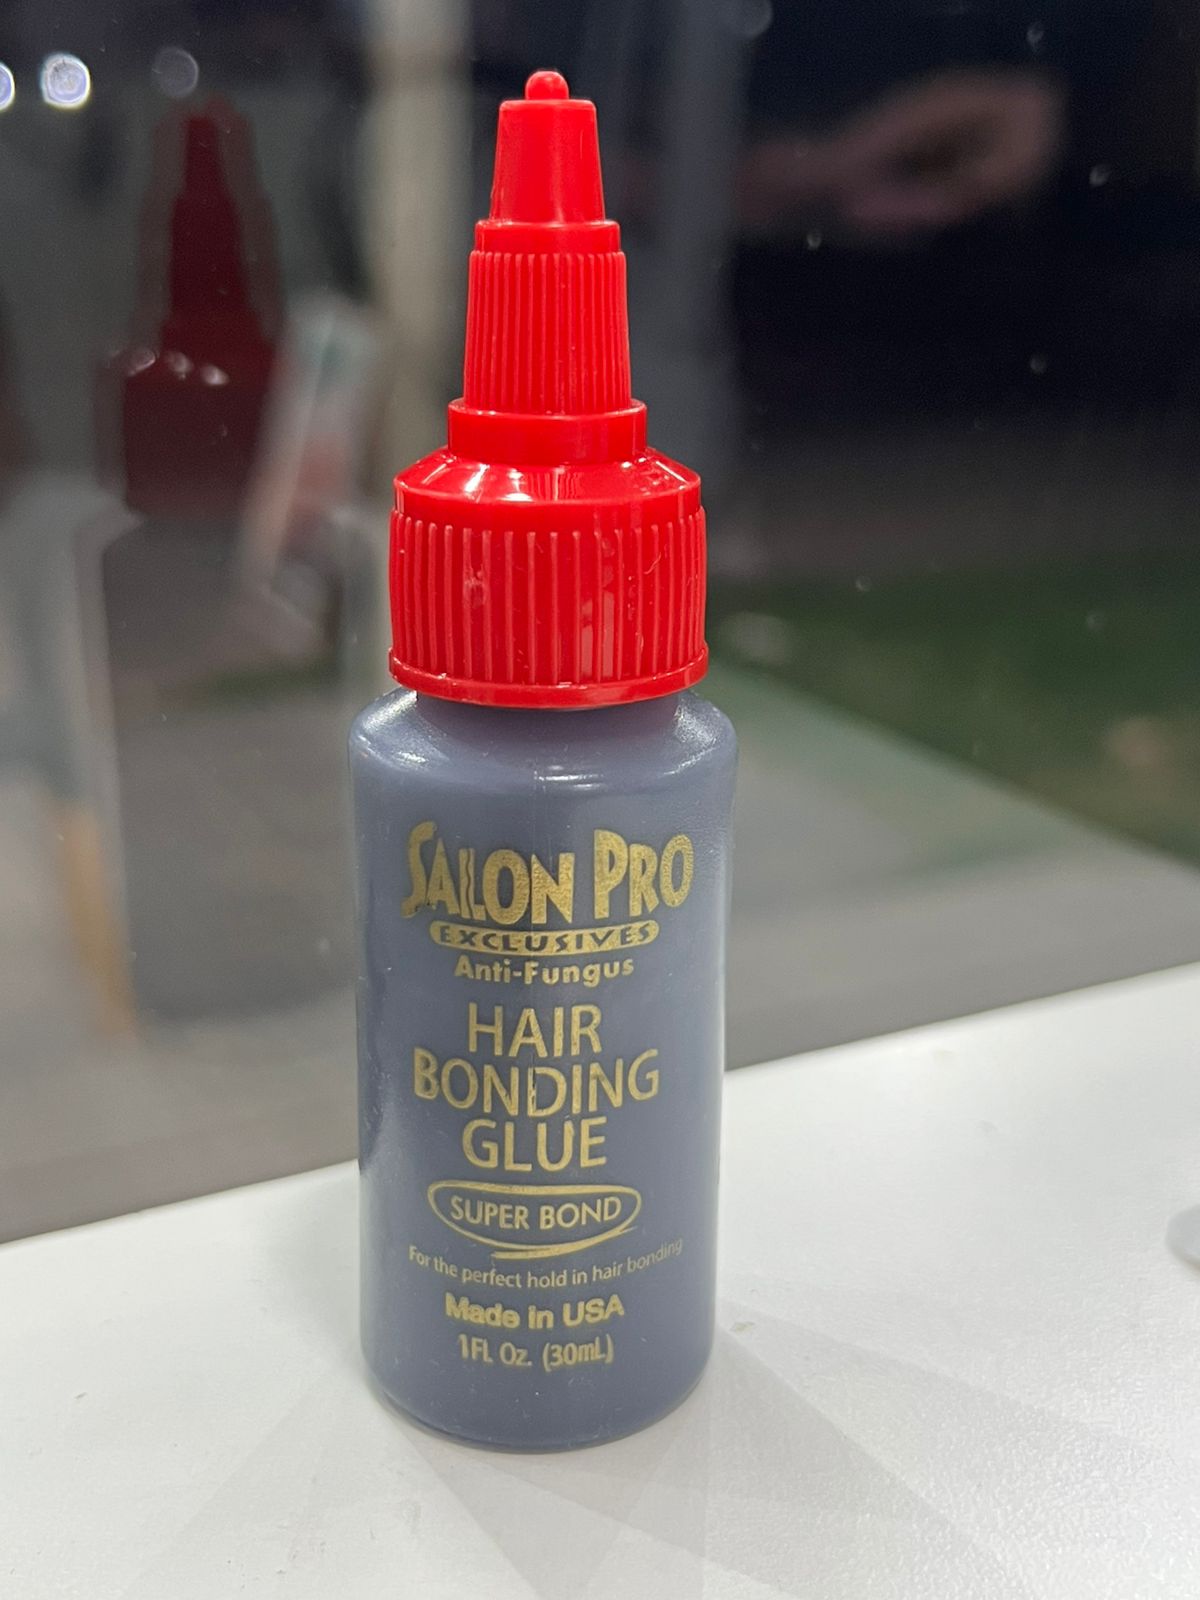 SALON PRO
EXCLUSIVES
Anti-Fungus
HAIR
BONDING
GLUE
SUPER BOND
For the perfect hold in hair bonding
Made in USA
1FL Oz. (30mL)